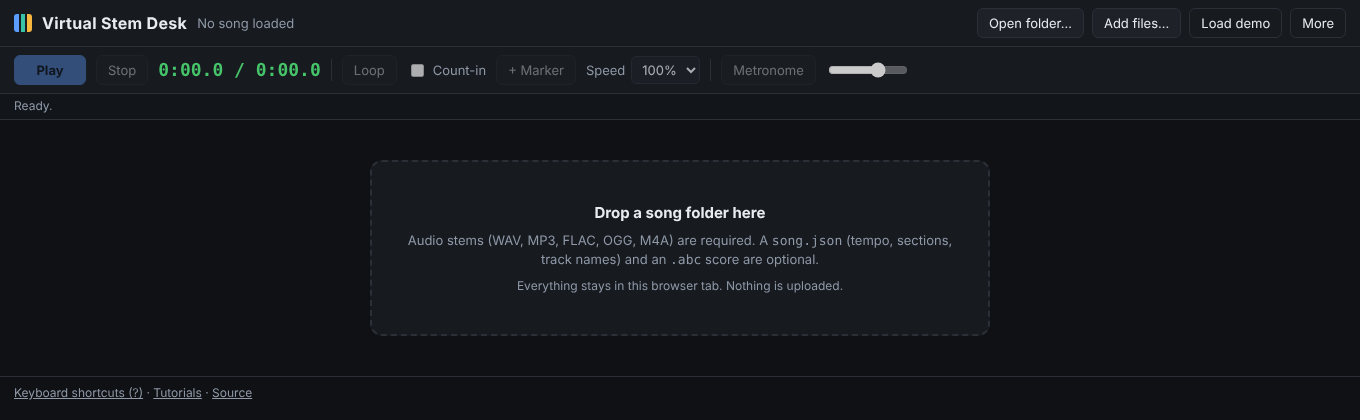 Virtual Stem Desk No song loaded Open folder... Add files... Load demo More
Play Stop 0:00.0 / 0:00.0 Loop Count-in + Marker Speed 100% Metronome
Ready.
Drop a song folder here
Audio stems (WAV, MP3, FLAC, OGG, M4A) are required. A song.json (tempo, sections,
track names) and an .abc score are optional.
Everything stays in this browser tab. Nothing is uploaded.
Keyboard shortcuts (?) · Tutorials · Source